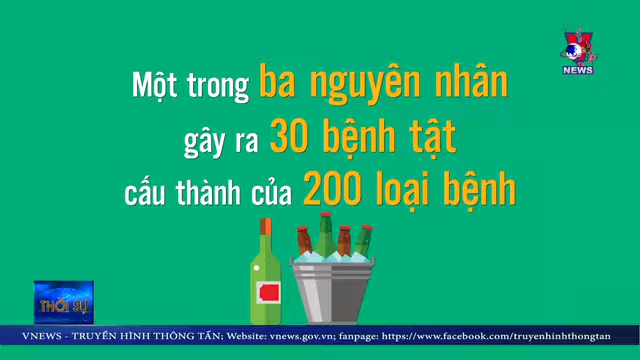 NEWS
Một trong ba nguyên nhân
gây ra 30 bệnh tật
cấu thành của 200 loại bệnh
THỜI SỰ
VNEWS - TRUYỀN HÌNH THÔNG TẤN; Website: vnews.gov.vn; fanpage: https://www.facebook.com/truyenhinhthongtan